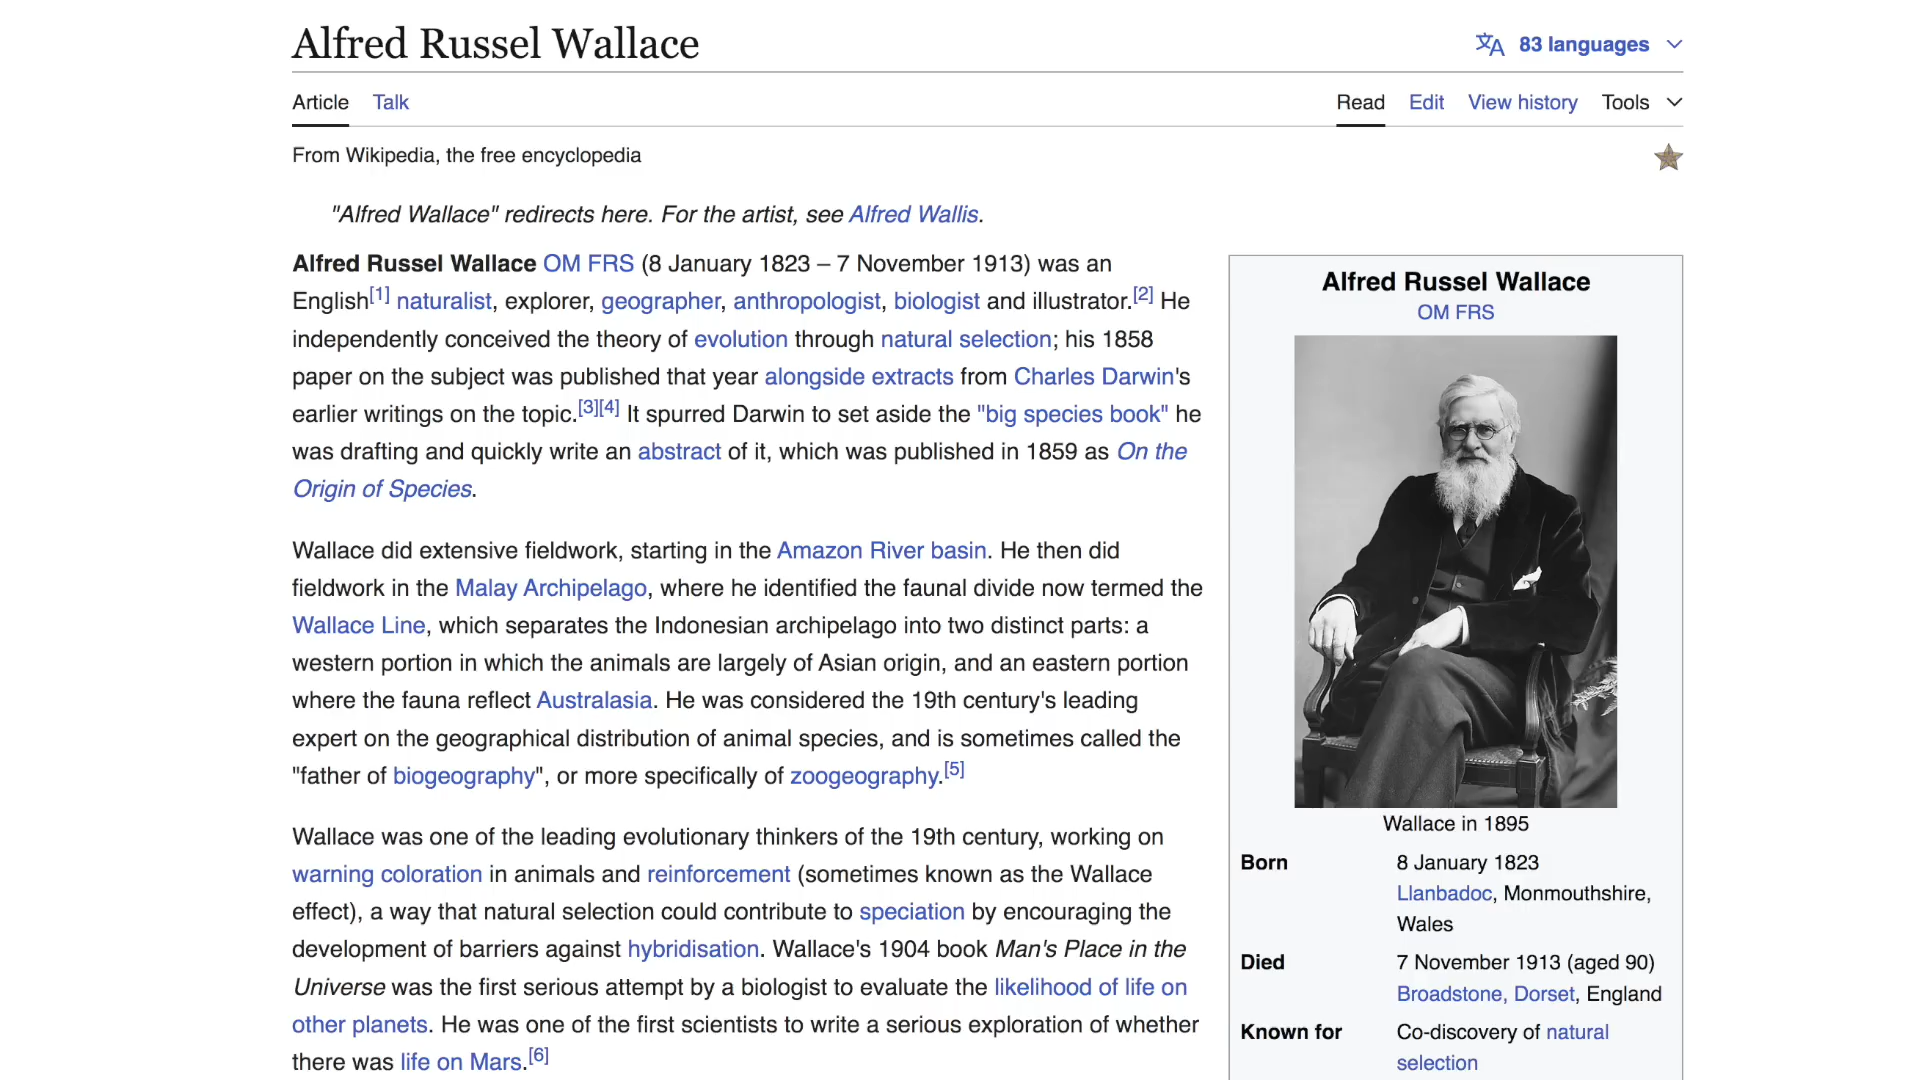 Alfred Russel Wallace
83 languages
Article Talk
Read Edit View history Tools
From Wikipedia, the free encyclopedia
"Alfred Wallace" redirects here. For the artist, see Alfred Wallis.
Alfred Russel Wallace OM FRS (8 January 1823 – 7 November 1913) was an
English[1] naturalist, explorer, geographer, anthropologist, biologist and illustrator.[2] He
independently conceived the theory of evolution through natural selection; his 1858
paper on the subject was published that year alongside extracts from Charles Darwin's
earlier writings on the topic.[3][4] It spurred Darwin to set aside the "big species book" he
was drafting and quickly write an abstract of it, which was published in 1859 as On the
Origin of Species.
Wallace did extensive fieldwork, starting in the Amazon River basin. He then did
fieldwork in the Malay Archipelago, where he identified the faunal divide now termed the
Wallace Line, which separates the Indonesian archipelago into two distinct parts: a
western portion in which the animals are largely of Asian origin, and an eastern portion
where the fauna reflect Australasia. He was considered the 19th century's leading
expert on the geographical distribution of animal species, and is sometimes called the
"father of biogeography", or more specifically of zoogeography.[5]
Wallace was one of the leading evolutionary thinkers of the 19th century, working on
warning coloration in animals and reinforcement (sometimes known as the Wallace
effect), a way that natural selection could contribute to speciation by encouraging the
development of barriers against hybridisation. Wallace's 1904 book Man's Place in the
Universe was the first serious attempt by a biologist to evaluate the likelihood of life on
other planets. He was one of the first scientists to write a serious exploration of whether
there was life on Mars.[6]
Alfred Russel Wallace
OM FRS
Wallace in 1895
Born 8 January 1823
Llanbadoc, Monmouthshire,
Wales
Died 7 November 1913 (aged 90)
Broadstone, Dorset, England
Known for Co-discovery of natural
selection